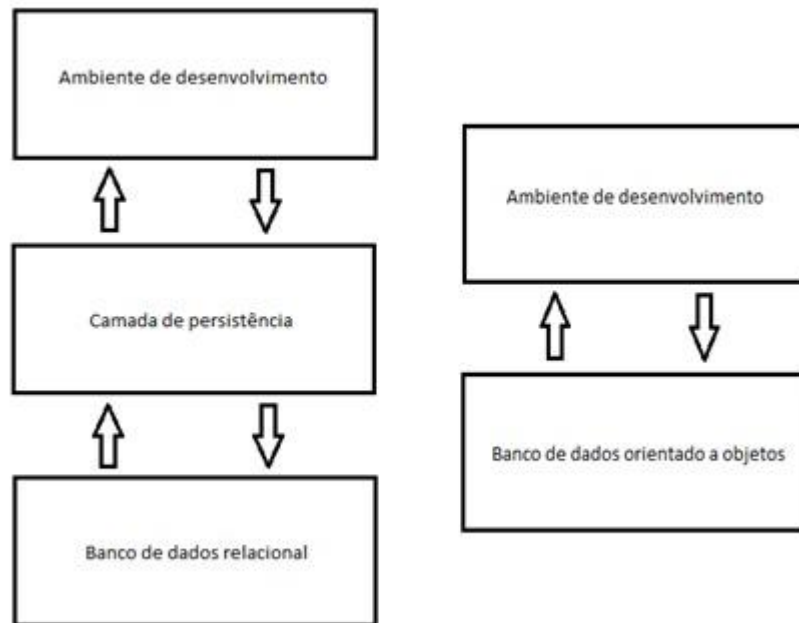 Ambiente de desenvolvimento
Camada de persistência
Banco de dados relacional
Ambiente de desenvolvimento
Banco de dados orientado a objetos